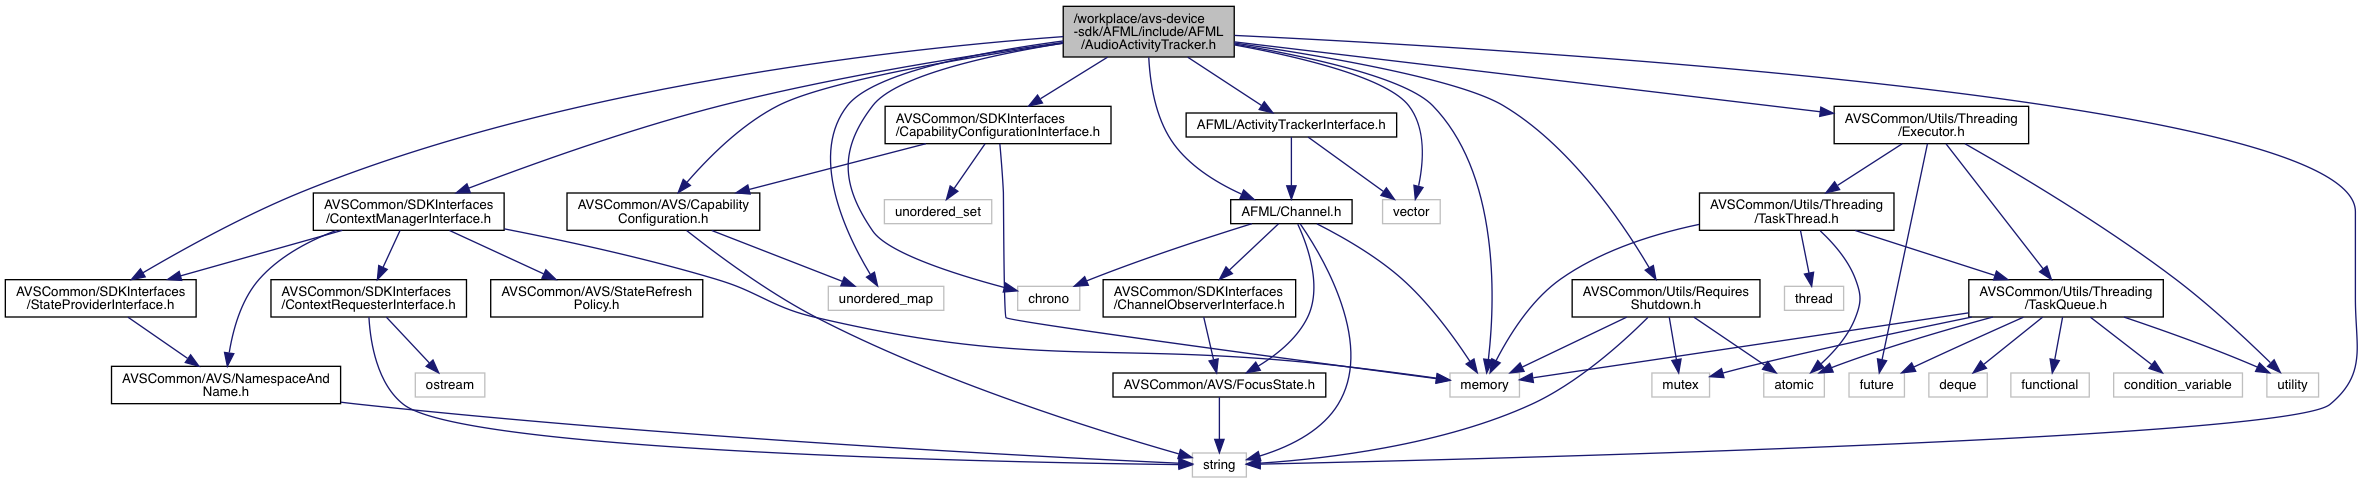 /workplace/avs-device
-sdk/AFML/include/AFML
/AudioActivityTracker.h
AVSCommon/SDKInterfaces
/CapabilityConfigurationInterface.h
AFML/ActivityTrackerInterface.h
AVSCommon/Utils/Threading
/Executor.h
AVSCommon/SDKInterfaces
/ContextManagerInterface.h
AVSCommon/AVS/Capability
Configuration.h
unordered_set
AFML/Channel.h
vector
AVSCommon/Utils/Threading
/TaskThread.h
AVSCommon/SDKInterfaces
/StateProviderInterface.h
AVSCommon/SDKInterfaces
/ContextRequesterInterface.h
AVSCommon/AVS/StateRefresh
Policy.h
unordered_map
chrono
AVSCommon/SDKInterfaces
/ChannelObserverInterface.h
AVSCommon/Utils/Requires
Shutdown.h
thread
AVSCommon/Utils/Threading
/TaskQueue.h
AVSCommon/AVS/NamespaceAnd
Name.h
ostream
AVSCommon/AVS/FocusState.h
memory
mutex
atomic
future
deque
functional
condition_variable
utility
string